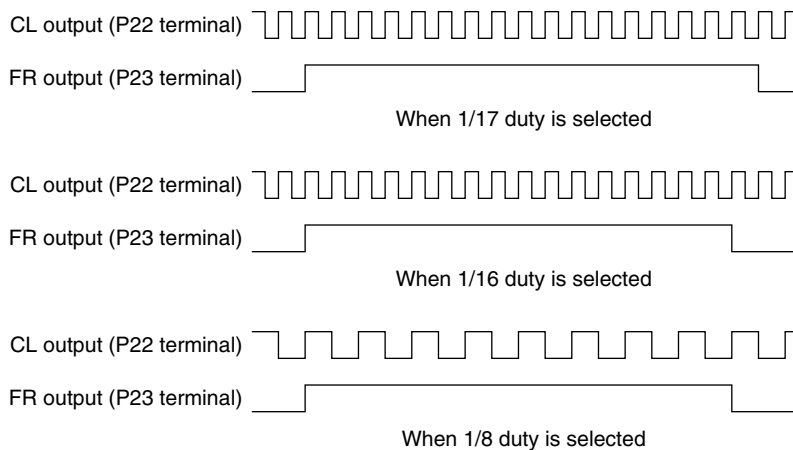 CL output (P22 terminal)
FR output (P23 terminal)
When 1/17 duty is selected
CL output (P22 terminal)
FR output (P23 terminal)
When 1/16 duty is selected
CL output (P22 terminal)
FR output (P23 terminal)
When 1/8 duty is selected